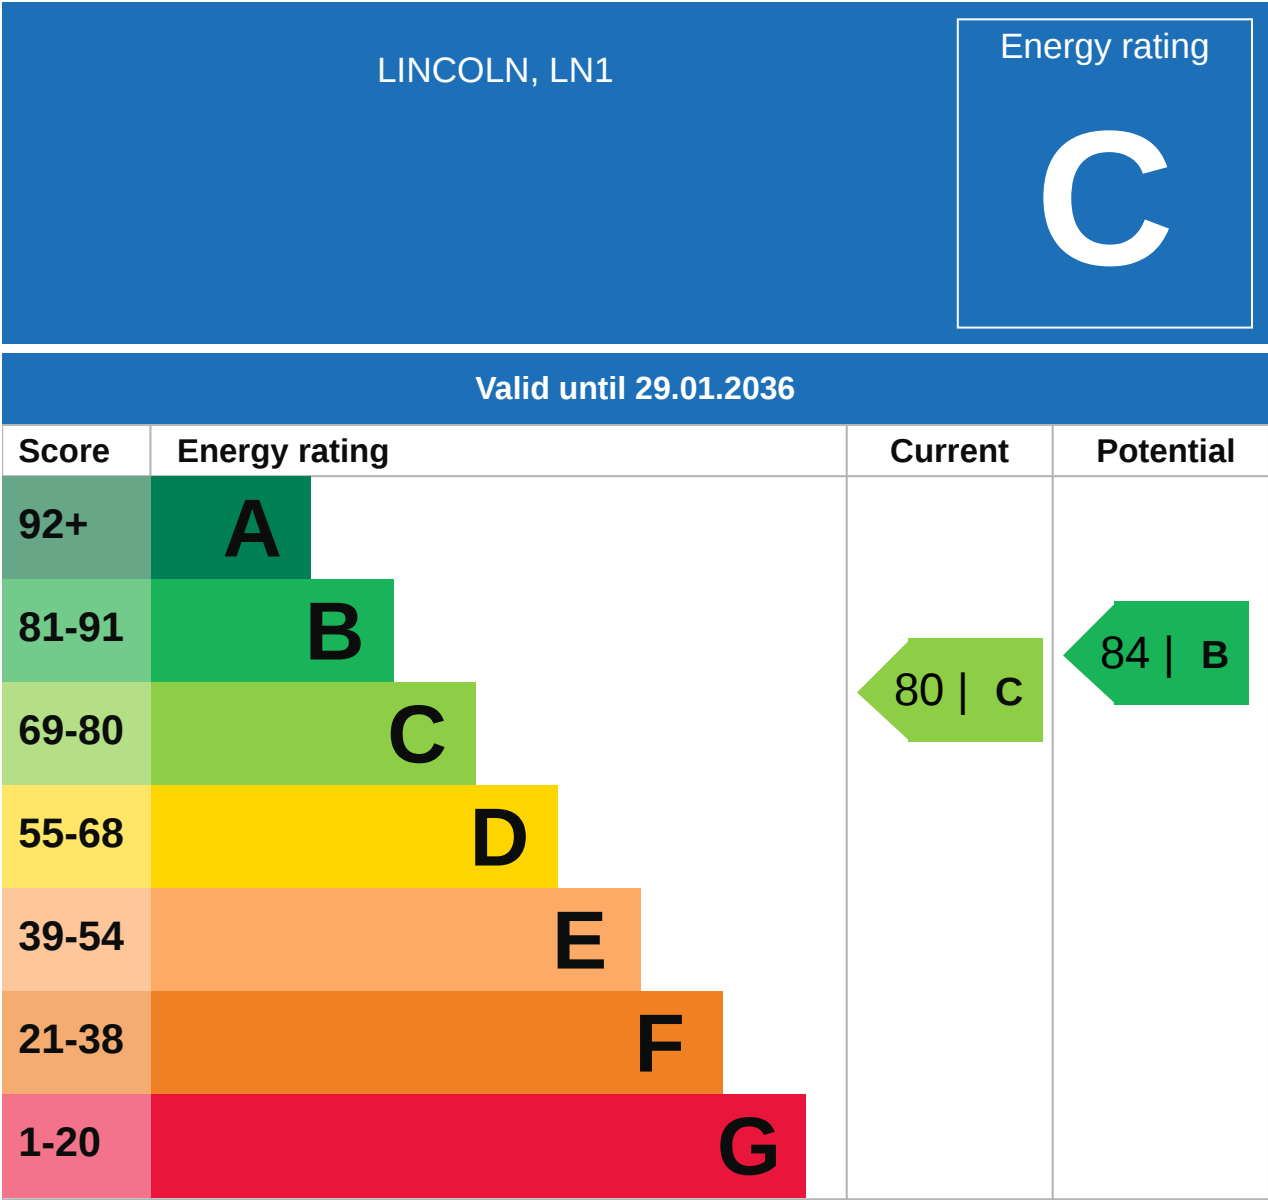 LINCOLN, LN1
Energy rating
C
Valid until 29.01.2036
Score Energy rating Current Potential
92+ A
81-91 B
84 | B
69-80 C
80 | C
55-68 D
39-54 E
21-38 F
1-20 G